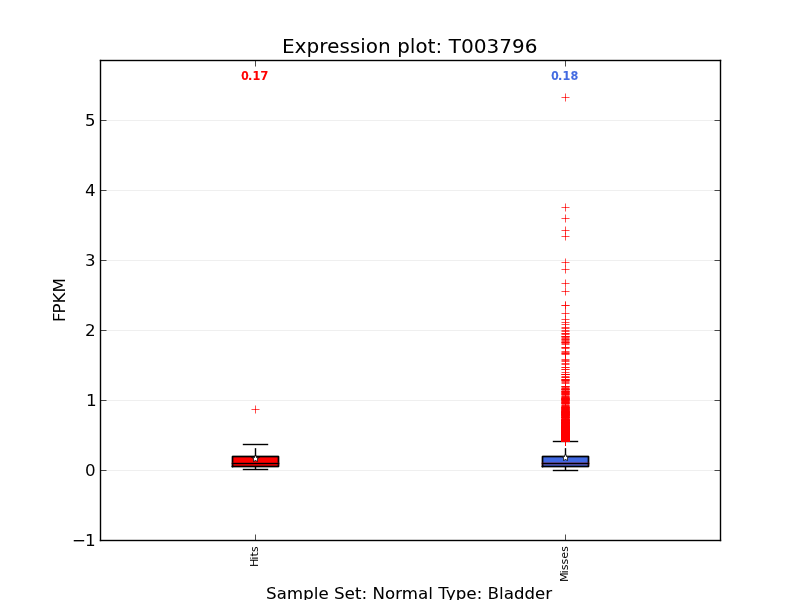 Expression plot: T003796
0.17
0.18
5
4
3
2
1
0
−1
FPKM
Hits
Misses
Sample Set: Normal Type: Bladder